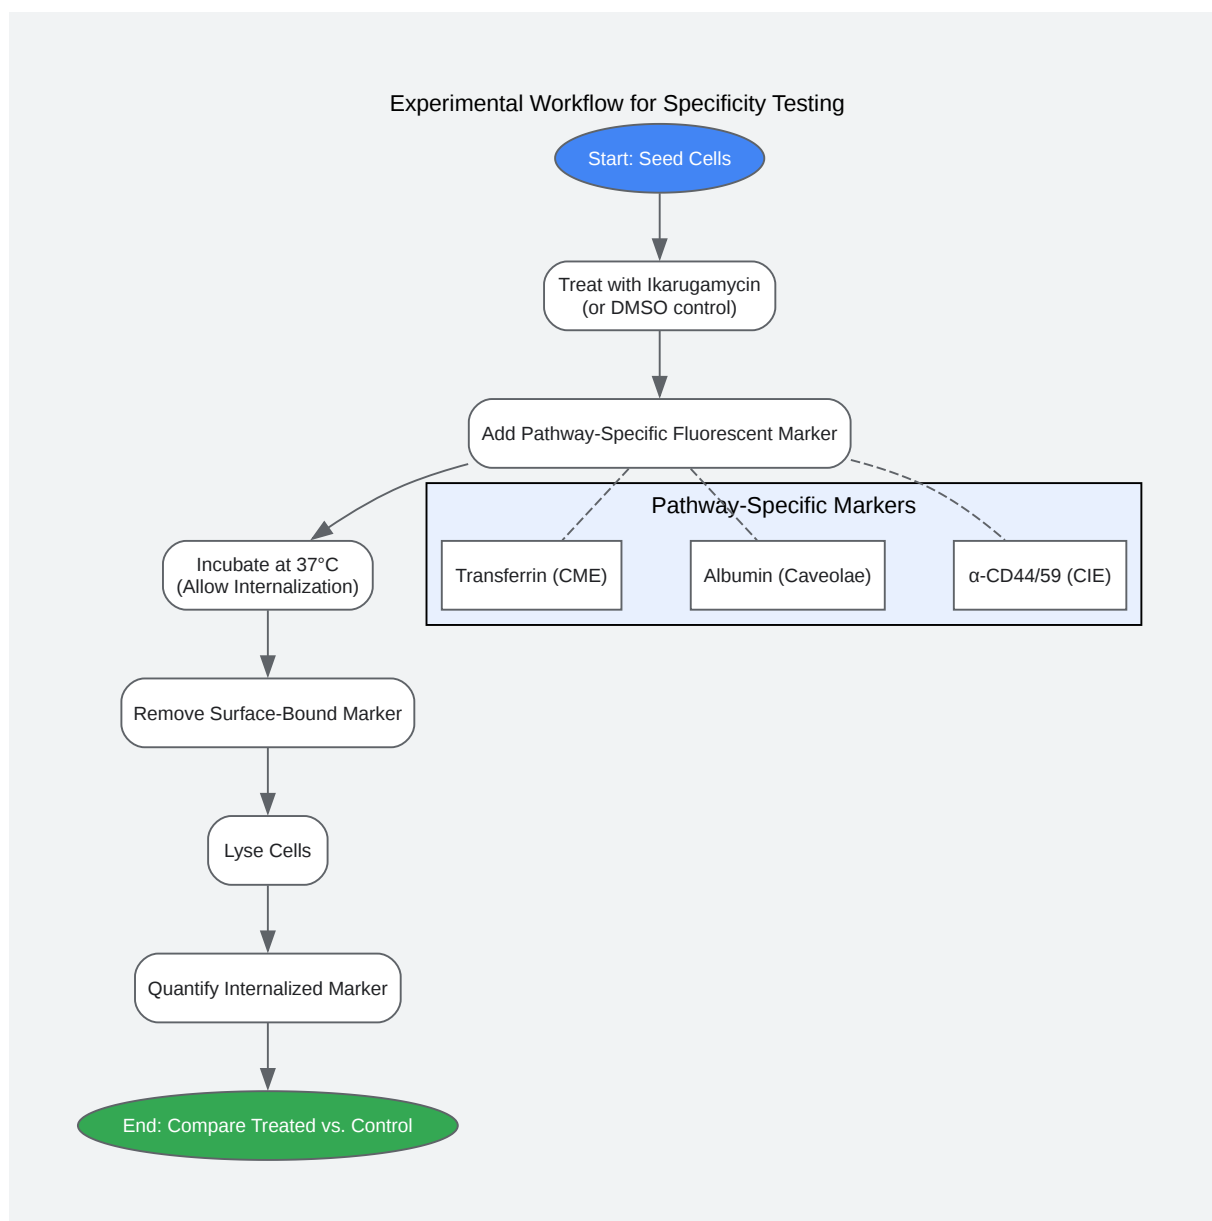 Experimental Workflow for Specificity Testing
Start: Seed Cells
Treat with Ikarugamycin
(or DMSO control)
Add Pathway-Specific Fluorescent Marker
Pathway-Specific Markers
Incubate at 37°C
(Allow Internalization)
Transferrin (CME)
Albumin (Caveolae)
α-CD44/59 (CIE)
Remove Surface-Bound Marker
Lyse Cells
Quantify Internalized Marker
End: Compare Treated vs. Control